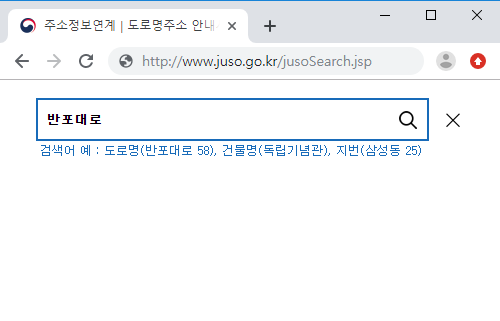 주소정보연계 | 도로명주소 안내
http://www.juso.go.kr/jusoSearch.jsp
반포대로
검색어 예 : 도로명(반포대로 58), 건물명(독립기념관), 지번(삼성동 25)